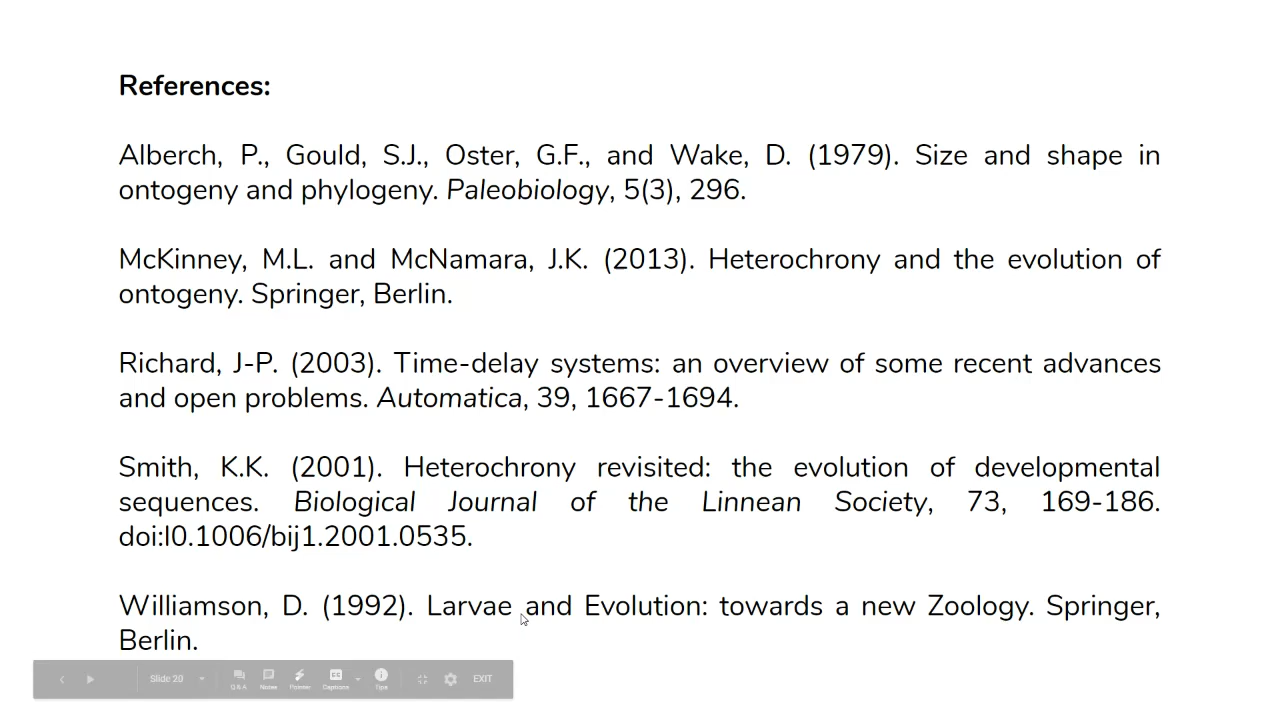 References:
Alberch, P., Gould, S.J., Oster, G.F., and Wake, D. (1979). Size and shape in
ontogeny and phylogeny. Paleobiology, 5(3), 296.
McKinney, M.L. and McNamara, J.K. (2013). Heterochrony and the evolution of
ontogeny. Springer, Berlin.
Richard, J-P. (2003). Time-delay systems: an overview of some recent advances
and open problems. Automatica, 39, 1667-1694.
Smith, K.K. (2001). Heterochrony revisited: the evolution of developmental
sequences. Biological Journal of the Linnean Society, 73, 169-186.
doi:l0.1006/bij1.2001.0535.
Williamson, D. (1992). Larvae and Evolution: towards a new Zoology. Springer,
Berlin.
Slide 20 Q&A Notes Pointer Captions Tips EXIT